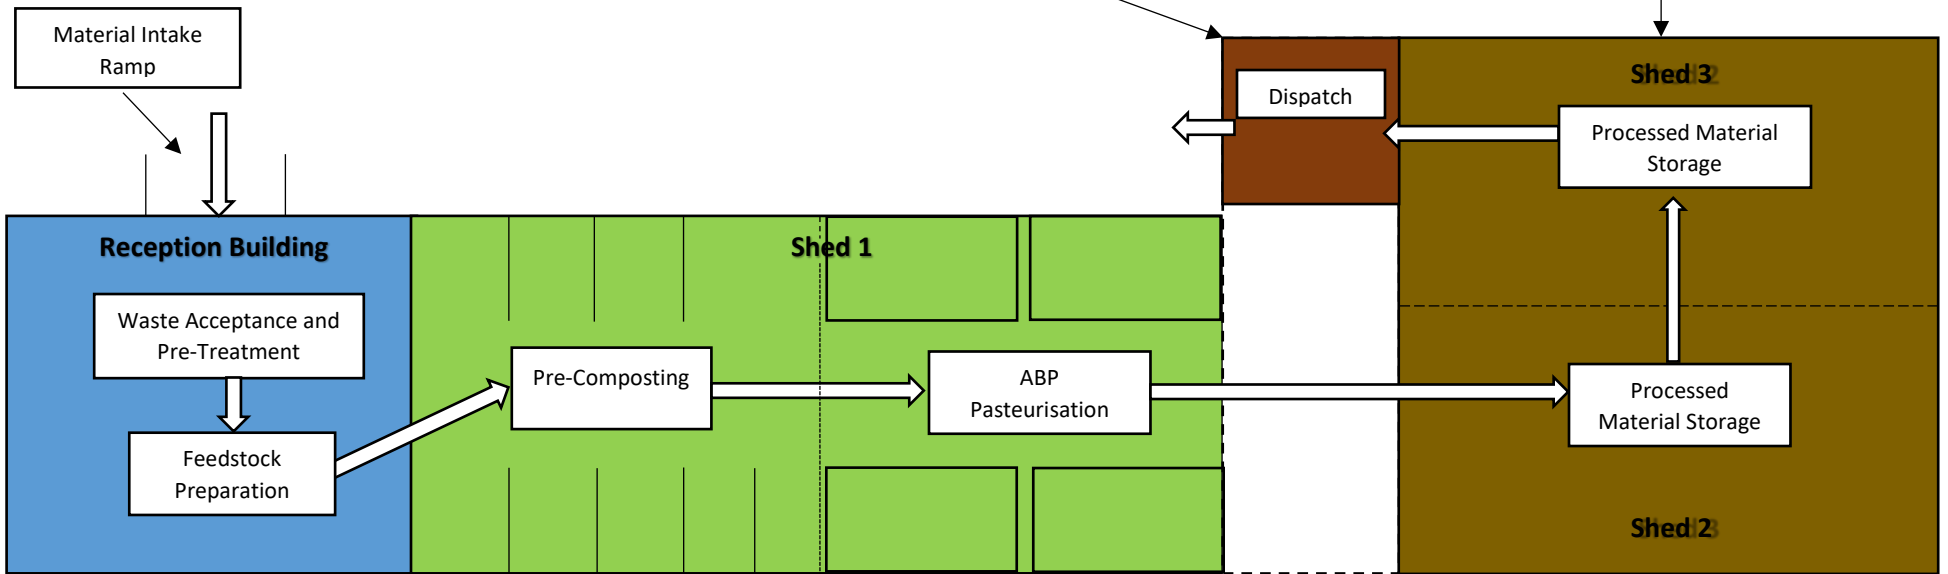 Material Intake
Ramp
Dispatch
Shed 3
Processed Material
Storage
Reception Building
Shed 1
Waste Acceptance and
Pre-Treatment
Pre-Composting
ABP
Pasteurisation
Processed
Material Storage
Feedstock
Preparation
Shed 2